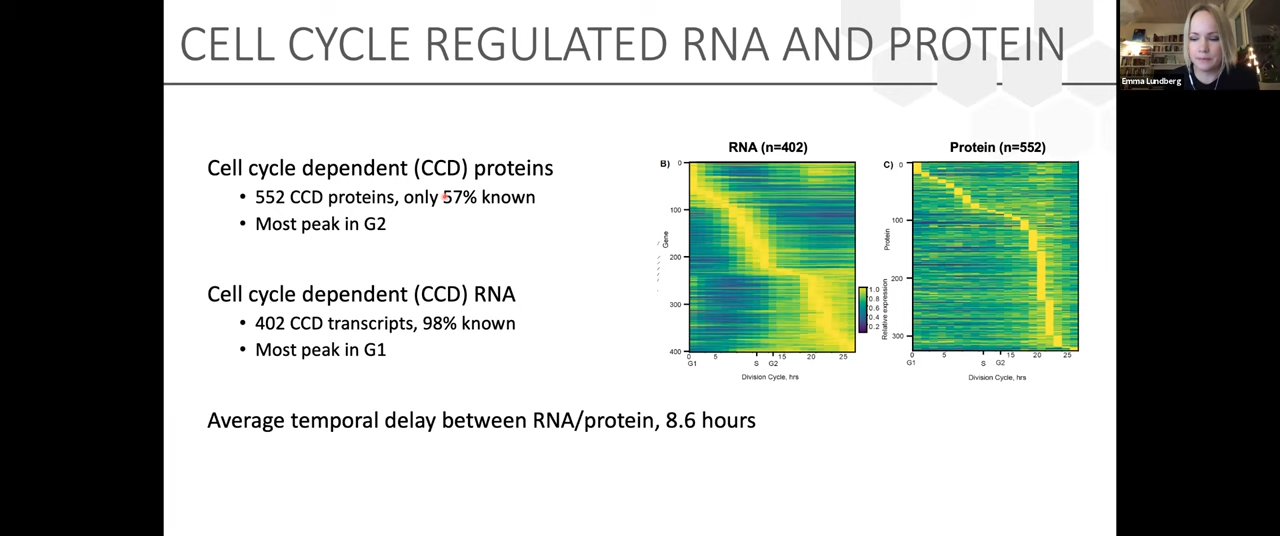 CELL CYCLE REGULATED RNA AND PROTEIN
Emma Lundberg
Cell cycle dependent (CCD) proteins
• 552 CCD proteins, only 57% known
• Most peak in G2
Cell cycle dependent (CCD) RNA
• 402 CCD transcripts, 98% known
• Most peak in G1
Average temporal delay between RNA/protein, 8.6 hours
RNA (n=402)
B)
0
100
200
300
400
Gene
0 5 15 20 25
G1 S G2
Division Cycle, hrs
1.0
0.8
0.6
0.4
0.2
Relative expression
Protein (n=552)
C)
0
100
200
300
Protein
0 5 15 20 25
G1 S G2
Division Cycle, hrs